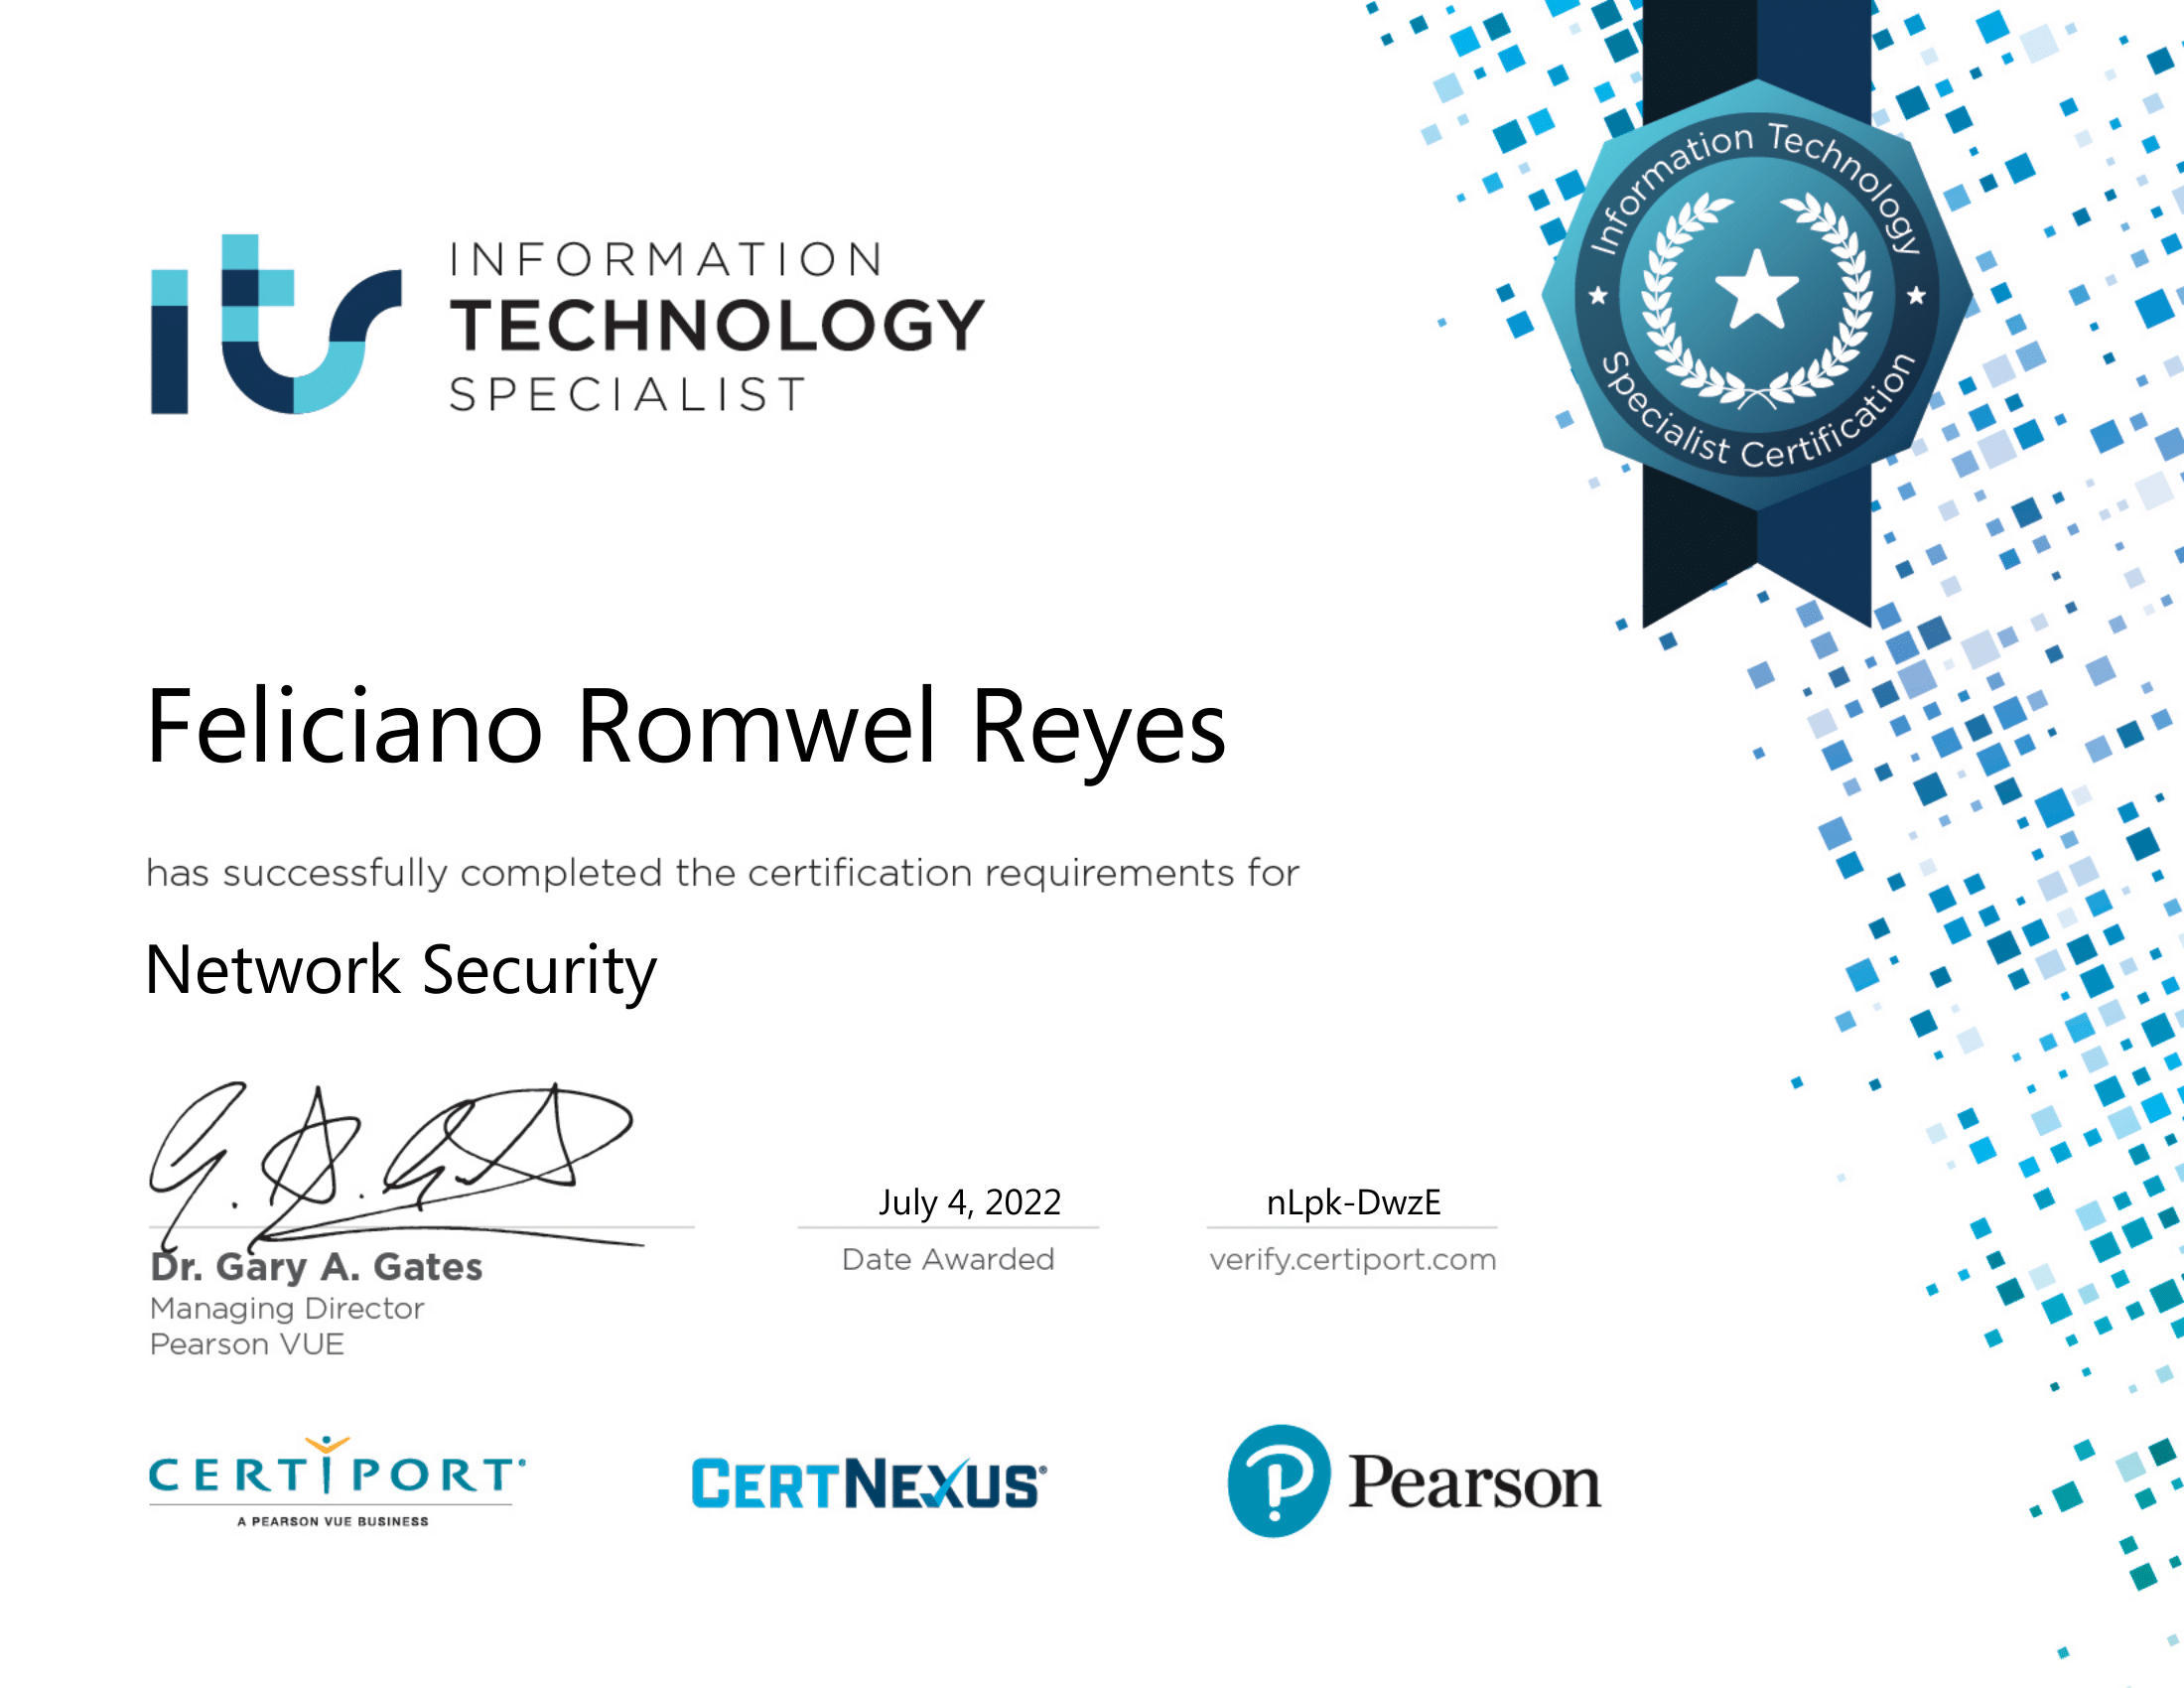 its
INFORMATION
TECHNOLOGY
SPECIALIST
Information Technology
Specialist Certification
Feliciano Romwel Reyes
has successfully completed the certification requirements for
Network Security
G. A. Gates
July 4, 2022
nLpk-DwzE
Dr. Gary A. Gates
Date Awarded
verify.certiport.com
Managing Director
Pearson VUE
CERTIPORT®
A PEARSON VUE BUSINESS
CERTNEXUS®
P Pearson